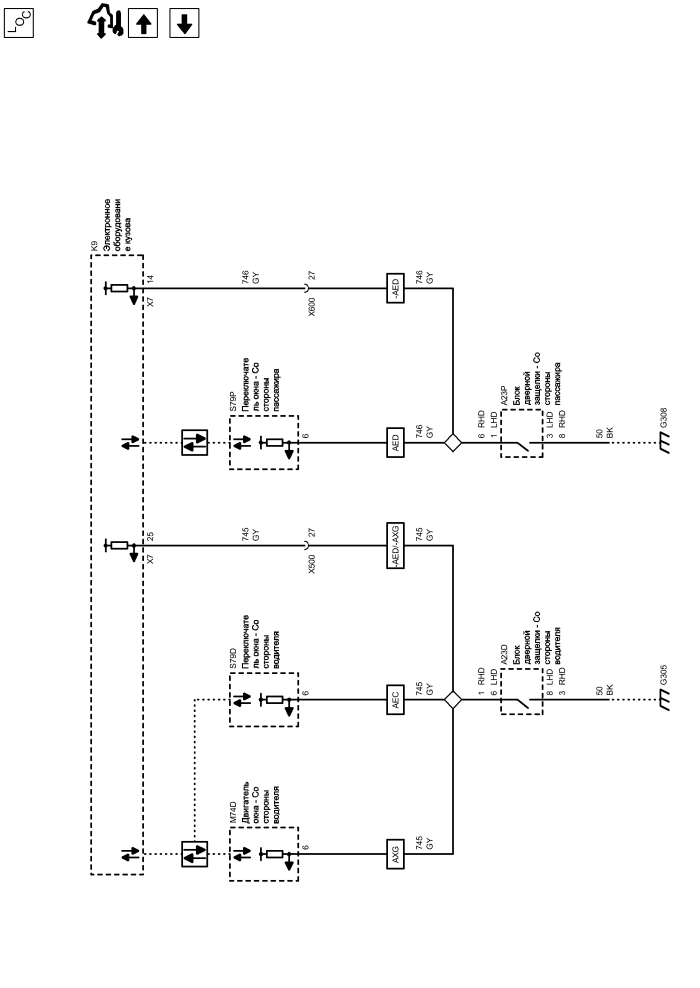 LOC
K9
Электронное
оборудовани
е кузова
14
X7
746
GY
27
X600
-AED
746
GY
S79P
Переключате
ль окна - Со
стороны
пассажира
6
AED
746
GY
6 RHD
1 LHD
A23P
Блок
дверной
защелки - Со
стороны
пассажира
3 LHD
8 RHD
50
BK
G308
25
X7
745
GY
27
X500
-AED/-AXG
745
GY
S79D
Переключате
ль окна - Со
стороны
водителя
6
AEC
745
GY
1 RHD
6 LHD
A23D
Блок
дверной
защелки - Со
стороны
водителя
8 LHD
3 RHD
50
BK
G305
M74D
Двигатель
окна - Со
стороны
водителя
6
AXG
745
GY